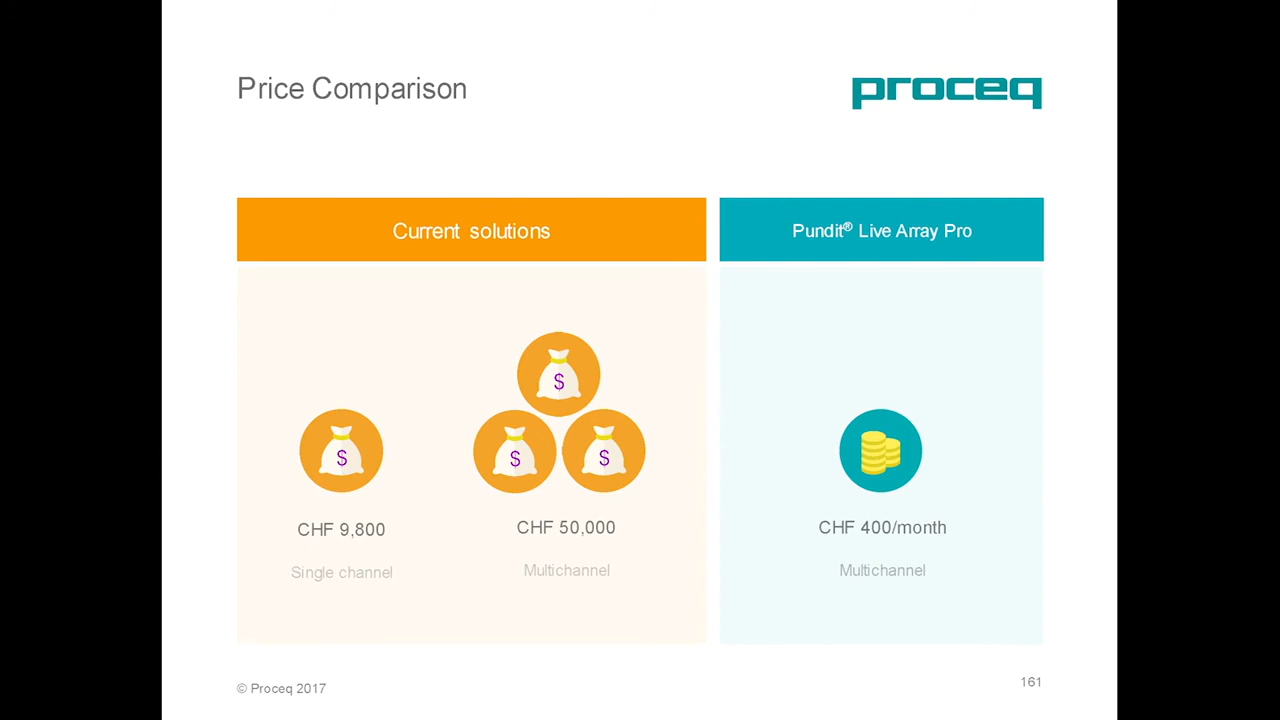 Price Comparison
proceq
Current solutions
Pundit® Live Array Pro
$
$
$
$
CHF 9,800
CHF 50,000
CHF 400/month
Single channel
Multichannel
Multichannel
© Proceq 2017
161